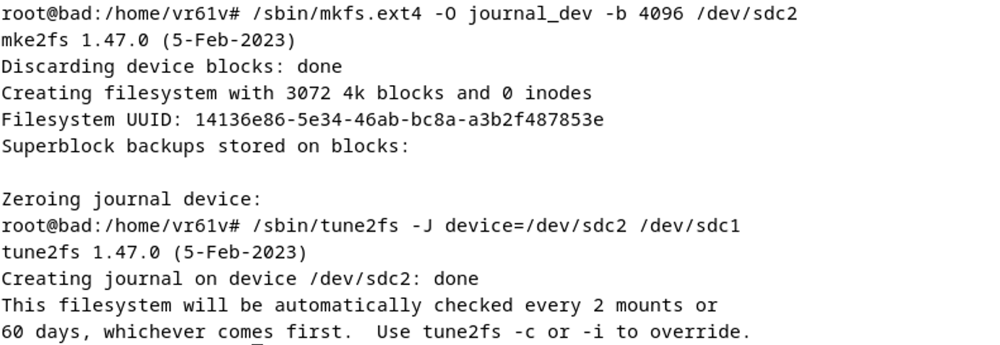 root@bad:/home/vr61v# /sbin/mkfs.ext4 -O journal_dev -b 4096 /dev/sdc2
mke2fs 1.47.0 (5-Feb-2023)
Discarding device blocks: done
Creating filesystem with 3072 4k blocks and 0 inodes
Filesystem UUID: 14136e86-5e34-46ab-bc8a-a3b2f487853e
Superblock backups stored on blocks:

Zeroing journal device:
root@bad:/home/vr61v# /sbin/tune2fs -J device=/dev/sdc2 /dev/sdc1
tune2fs 1.47.0 (5-Feb-2023)
Creating journal on device /dev/sdc2: done
This filesystem will be automatically checked every 2 mounts or
60 days, whichever comes first.  Use tune2fs -c or -i to override.